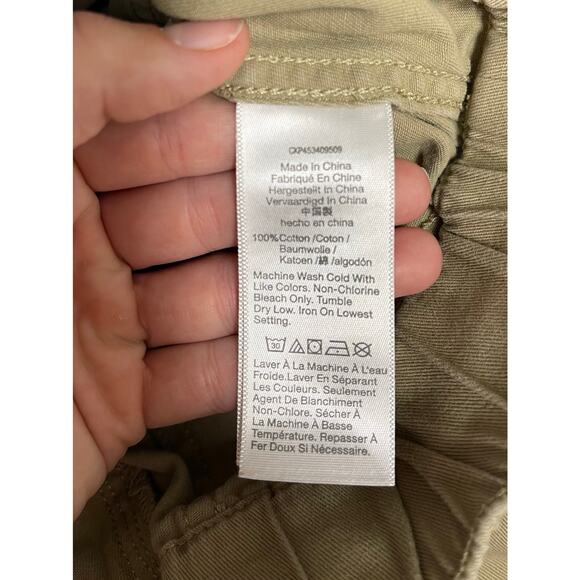 CXP453409509
Made in China
Fabriqué En Chine
Hergestellt In China
Vervaardigd In China
中国製
hecho en china
100%Cotton /Coton/
Baumwolle/
Katoen /綿 /algodón
Machine Wash Cold With
Like Colors. Non-Chlorine
Bleach Only. Tumble
Dry Low. Iron On Lowest
Setting.
30
Laver À La Machine À L'eau
Froide.Laver En Séparant
Les Couleurs. Seulement
Agent De Blanchiment
Non-Chlore. Sécher À
La Machine À Basse
Température. Repasser À
Fer Doux Si Nécessaire.